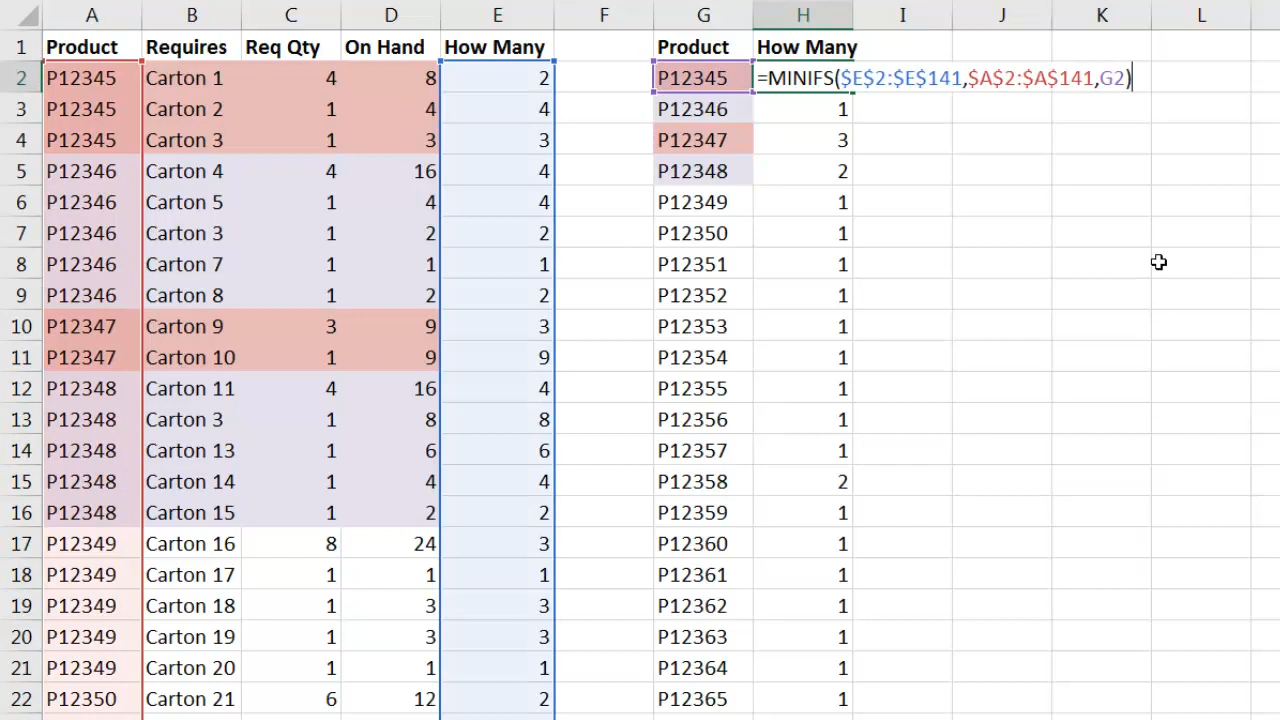 A B C D E F G H I J K L
1 Product Requires Req Qty On Hand How Many Product How Many
2 P12345 Carton 1 4 8 2 P12345 =MINIFS($E$2:$E$141,$A$2:$A$141,G2)
3 P12345 Carton 2 1 4 4 P12346 1
4 P12345 Carton 3 1 3 3 P12347 3
5 P12346 Carton 4 4 16 4 P12348 2
6 P12346 Carton 5 1 4 4 P12349 1
7 P12346 Carton 3 1 2 2 P12350 1
8 P12346 Carton 7 1 1 1 P12351 1
9 P12346 Carton 8 1 2 2 P12352 1
10 P12347 Carton 9 3 9 3 P12353 1
11 P12347 Carton 10 1 9 9 P12354 1
12 P12348 Carton 11 4 16 4 P12355 1
13 P12348 Carton 3 1 8 8 P12356 1
14 P12348 Carton 13 1 6 6 P12357 1
15 P12348 Carton 14 1 4 4 P12358 2
16 P12348 Carton 15 1 2 2 P12359 1
17 P12349 Carton 16 8 24 3 P12360 1
18 P12349 Carton 17 1 1 1 P12361 1
19 P12349 Carton 18 1 3 3 P12362 1
20 P12349 Carton 19 1 3 3 P12363 1
21 P12349 Carton 20 1 1 1 P12364 1
22 P12350 Carton 21 6 12 2 P12365 1